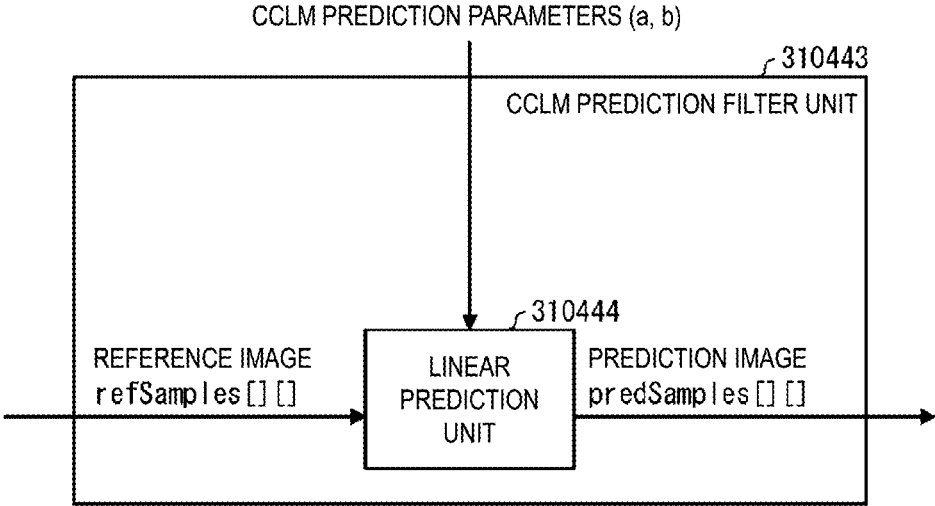 CCLM PREDICTION PARAMETERS (a, b)
310443
CCLM PREDICTION FILTER UNIT
310444
REFERENCE IMAGE
refSamples[][]
LINEAR
PREDICTION
UNIT
PREDICTION IMAGE
predSamples[][]